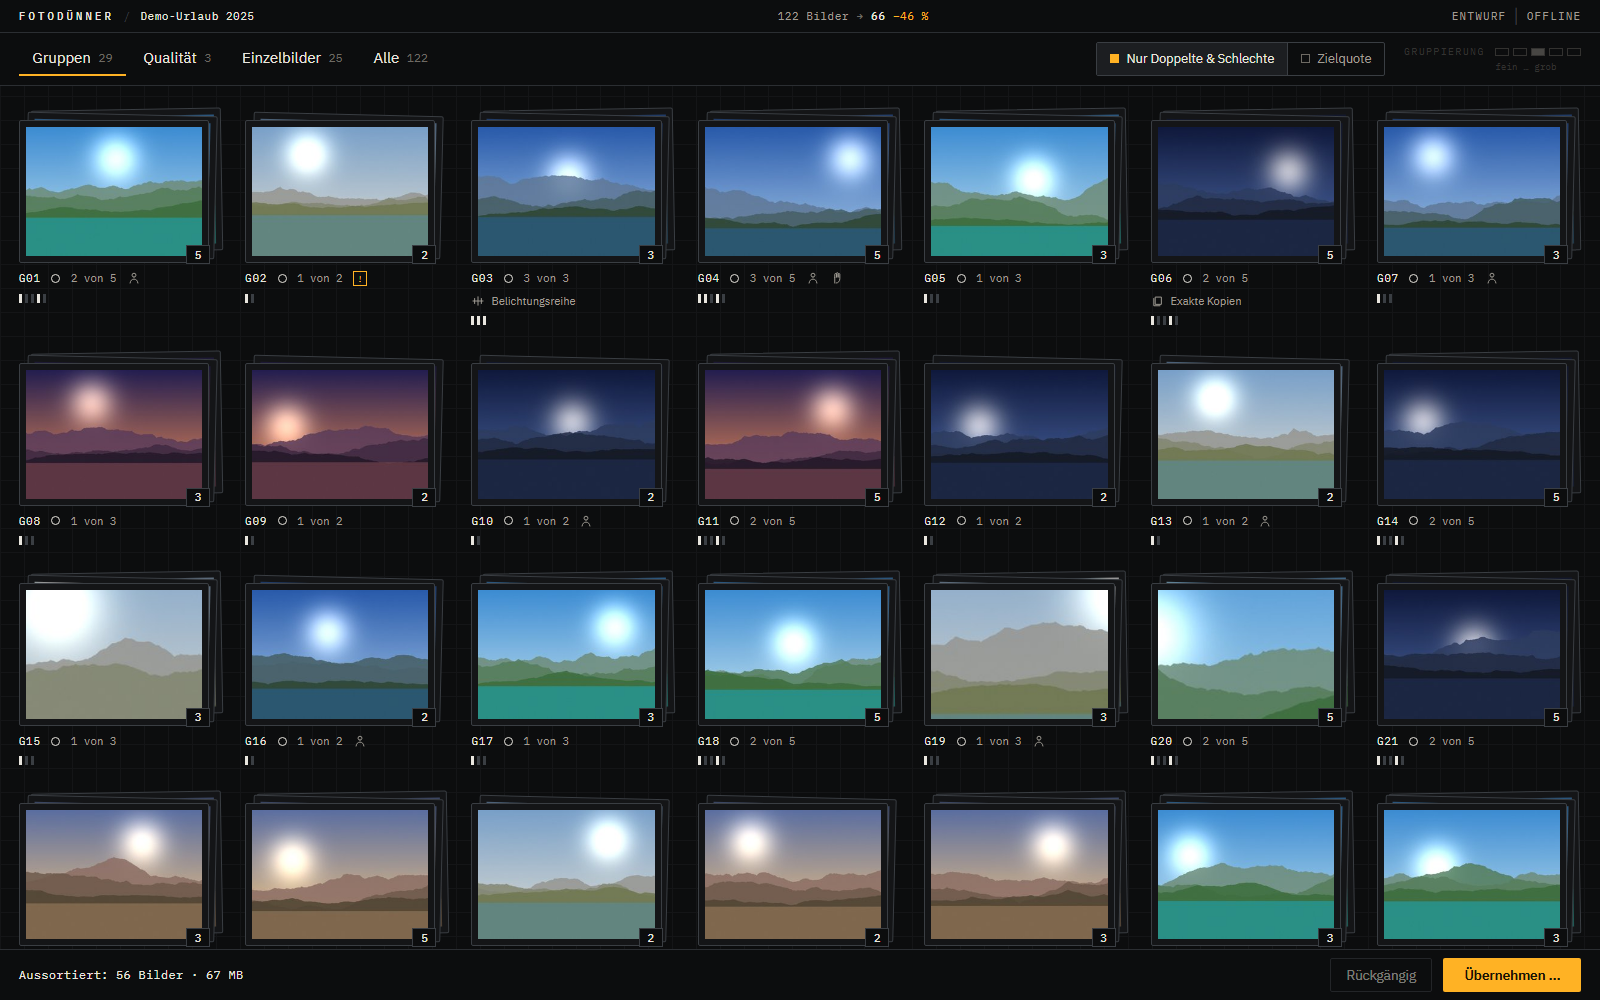 FOTODÜNNER / Demo-Urlaub 2025
122 Bilder → 66 −46 %
ENTWURF OFFLINE
Gruppen 29 Qualität 3 Einzelbilder 25 Alle 122
Nur Doppelte & Schlechte Zielquote
GRUPPIERUNG
fein … grob
5 2 3 5 3 5 3
G01 2 von 5
G02 1 von 2 !
G03 3 von 3
Belichtungsreihe
G04 3 von 5
G05 1 von 3
G06 2 von 5
Exakte Kopien
G07 1 von 3
3 2 2 5 2 2 5
G08 1 von 3
G09 1 von 2
G10 1 von 2
G11 2 von 5
G12 1 von 2
G13 1 von 2
G14 2 von 5
3 2 3 5 3 5 5
G15 1 von 3
G16 1 von 2
G17 1 von 3
G18 2 von 5
G19 1 von 3
G20 2 von 5
G21 2 von 5
3 5 2 2 3 3 3
Aussortiert: 56 Bilder · 67 MB
Rückgängig
Übernehmen …